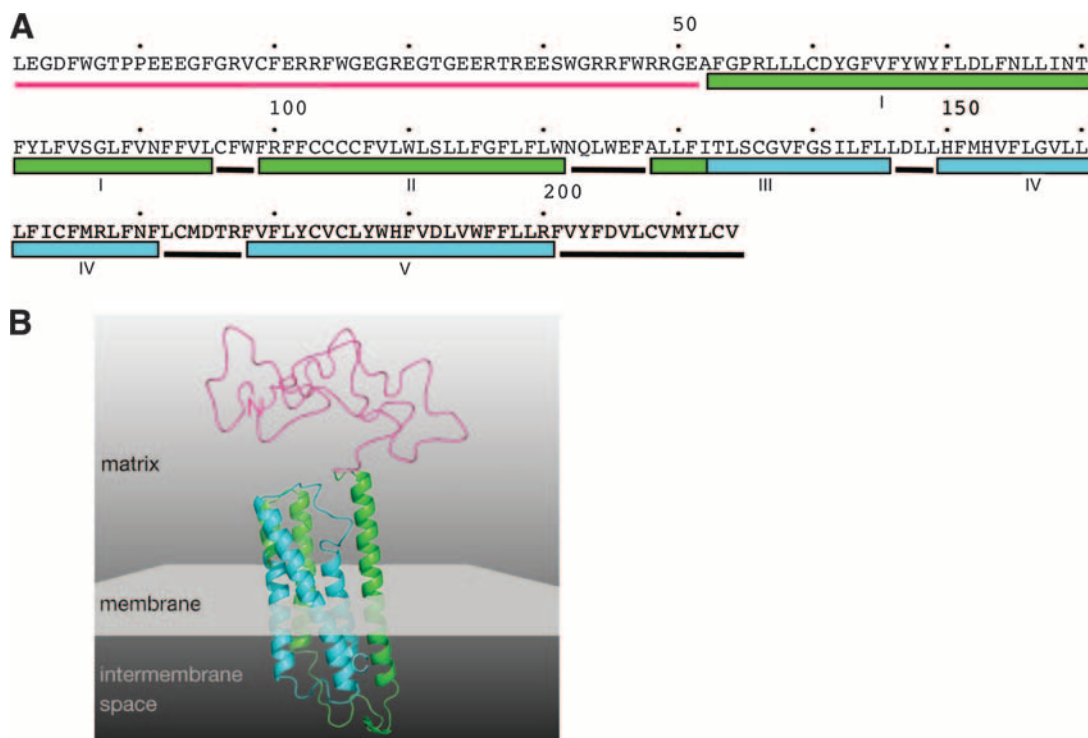 A
50
LEGDFWGTPPEEEGFGRVCFERRFWGEGREGTGEERTREESWGRRFWRRGEAFGPRLLLCDYGFVFYWYFLDLFNLLINT
I
100 150
FYLFVSGLFVNFFVLCFWFRFFCCCCFVLWLSLLFGFLFLWNQLWEFALLFITLSCGVFGSILFLLDLLHFMHVFLGVLL
I II III IV
200
LFICFMRLFNFLCMDTRFVFLYCVCLYWHFVDLVWFFLLRFVYFDVLCVMYLCV
IV V
B
matrix
membrane
C
intermembrane
space